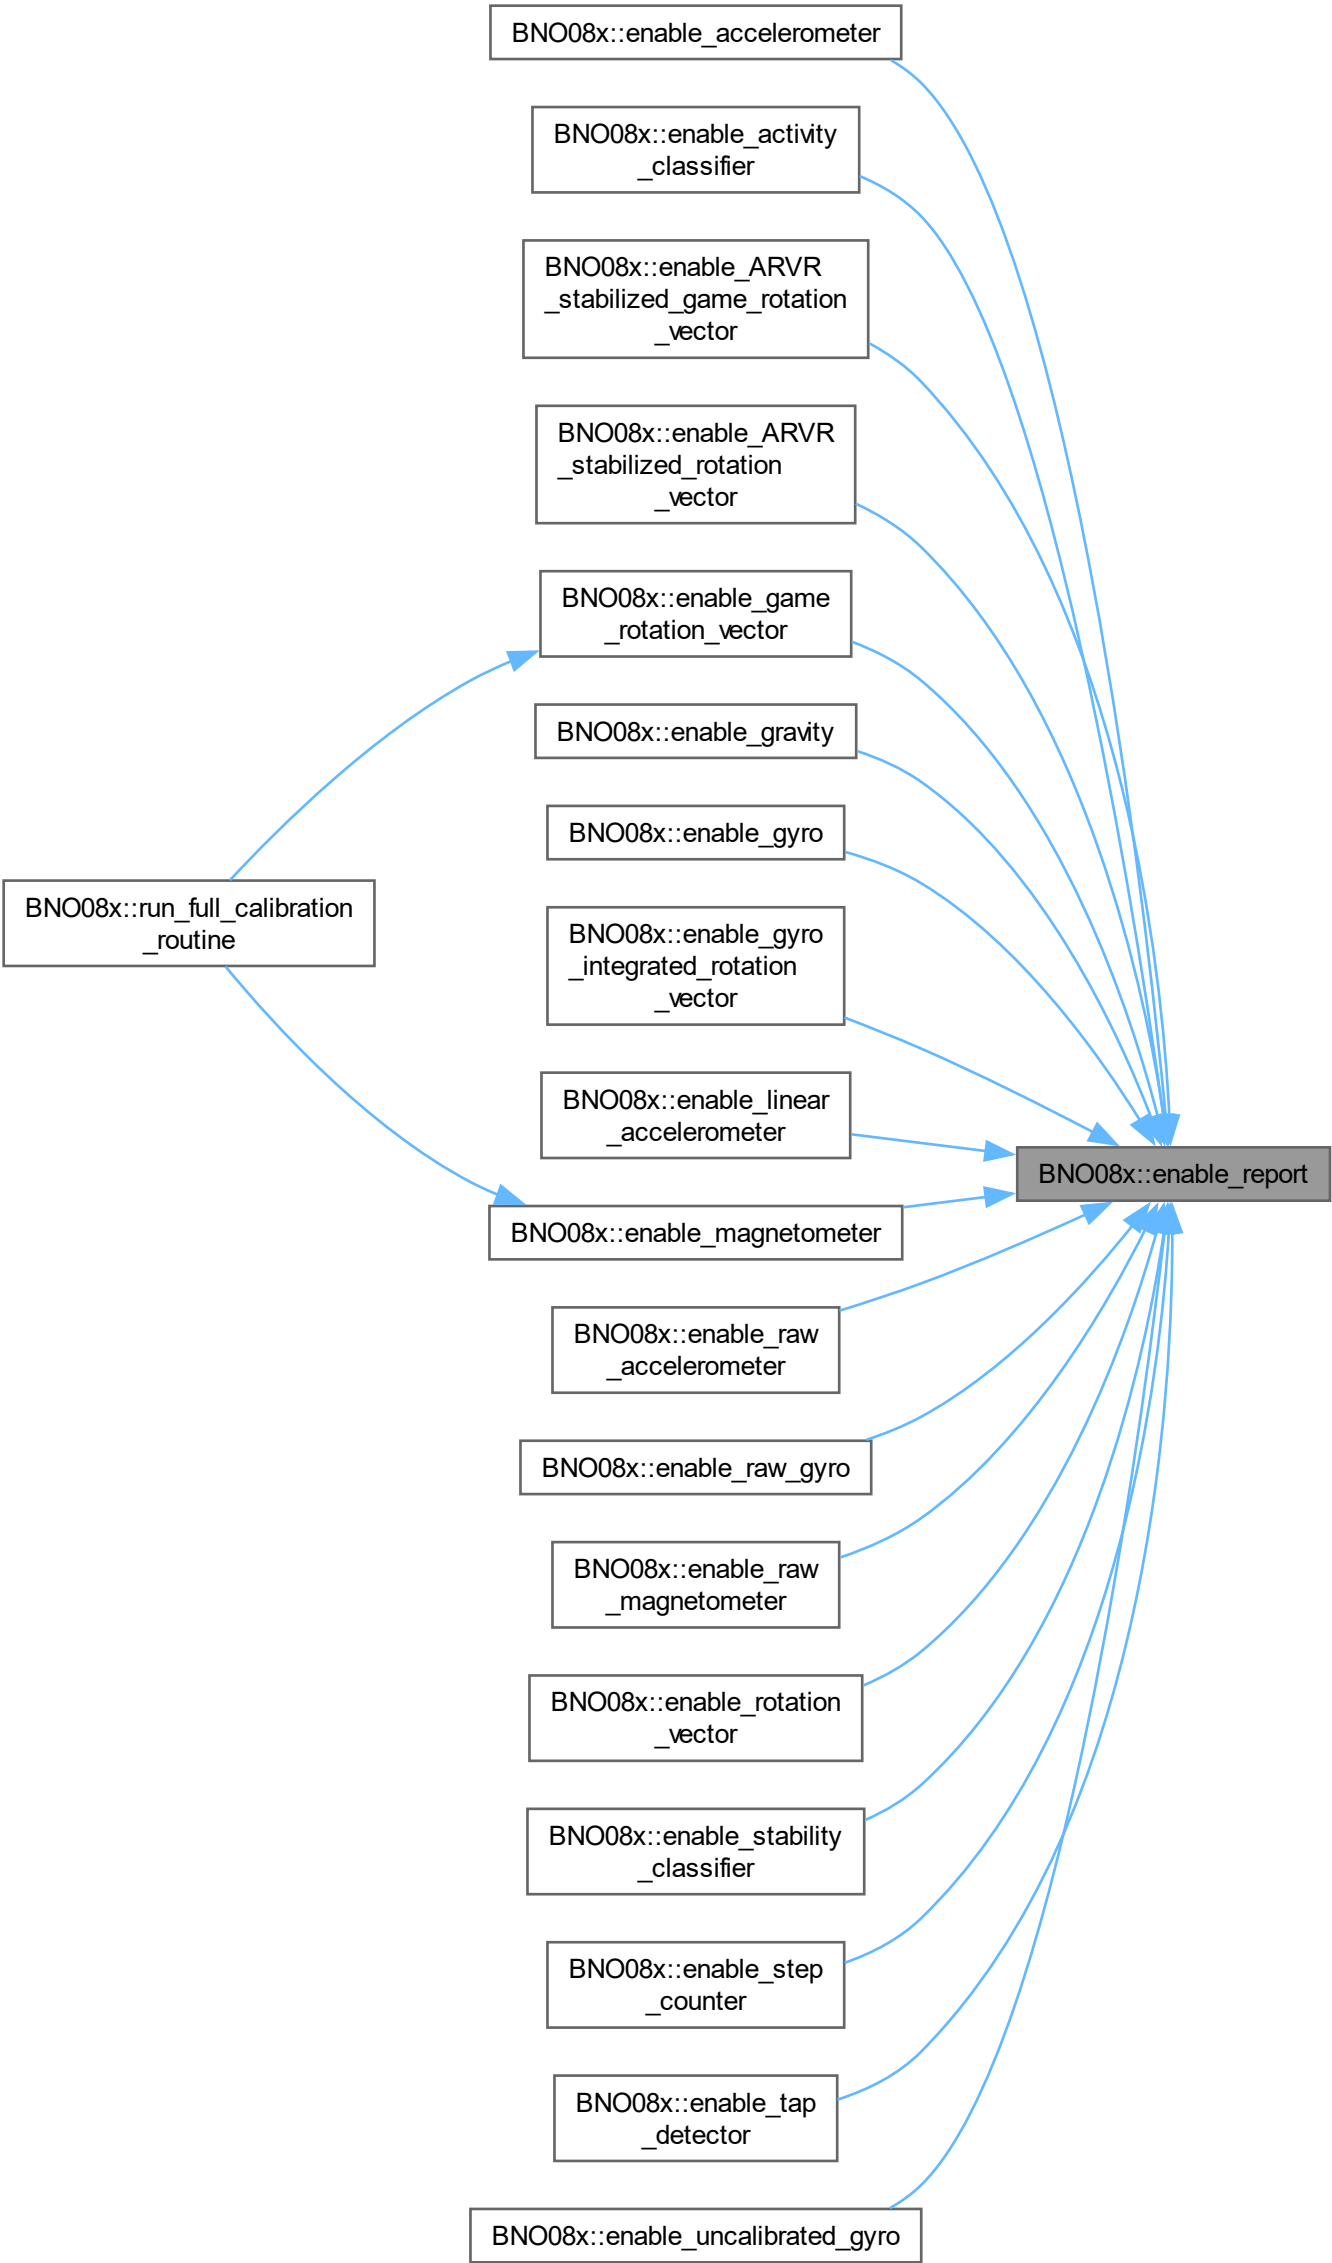 BNO08x::enable_accelerometer
BNO08x::enable_activity
_classifier
BNO08x::enable_ARVR
_stabilized_game_rotation
_vector
BNO08x::enable_ARVR
_stabilized_rotation
_vector
BNO08x::enable_game
_rotation_vector
BNO08x::enable_gravity
BNO08x::enable_gyro
BNO08x::run_full_calibration
_routine
BNO08x::enable_gyro
_integrated_rotation
_vector
BNO08x::enable_linear
_accelerometer
BNO08x::enable_report
BNO08x::enable_magnetometer
BNO08x::enable_raw
_accelerometer
BNO08x::enable_raw_gyro
BNO08x::enable_raw
_magnetometer
BNO08x::enable_rotation
_vector
BNO08x::enable_stability
_classifier
BNO08x::enable_step
_counter
BNO08x::enable_tap
_detector
BNO08x::enable_uncalibrated_gyro